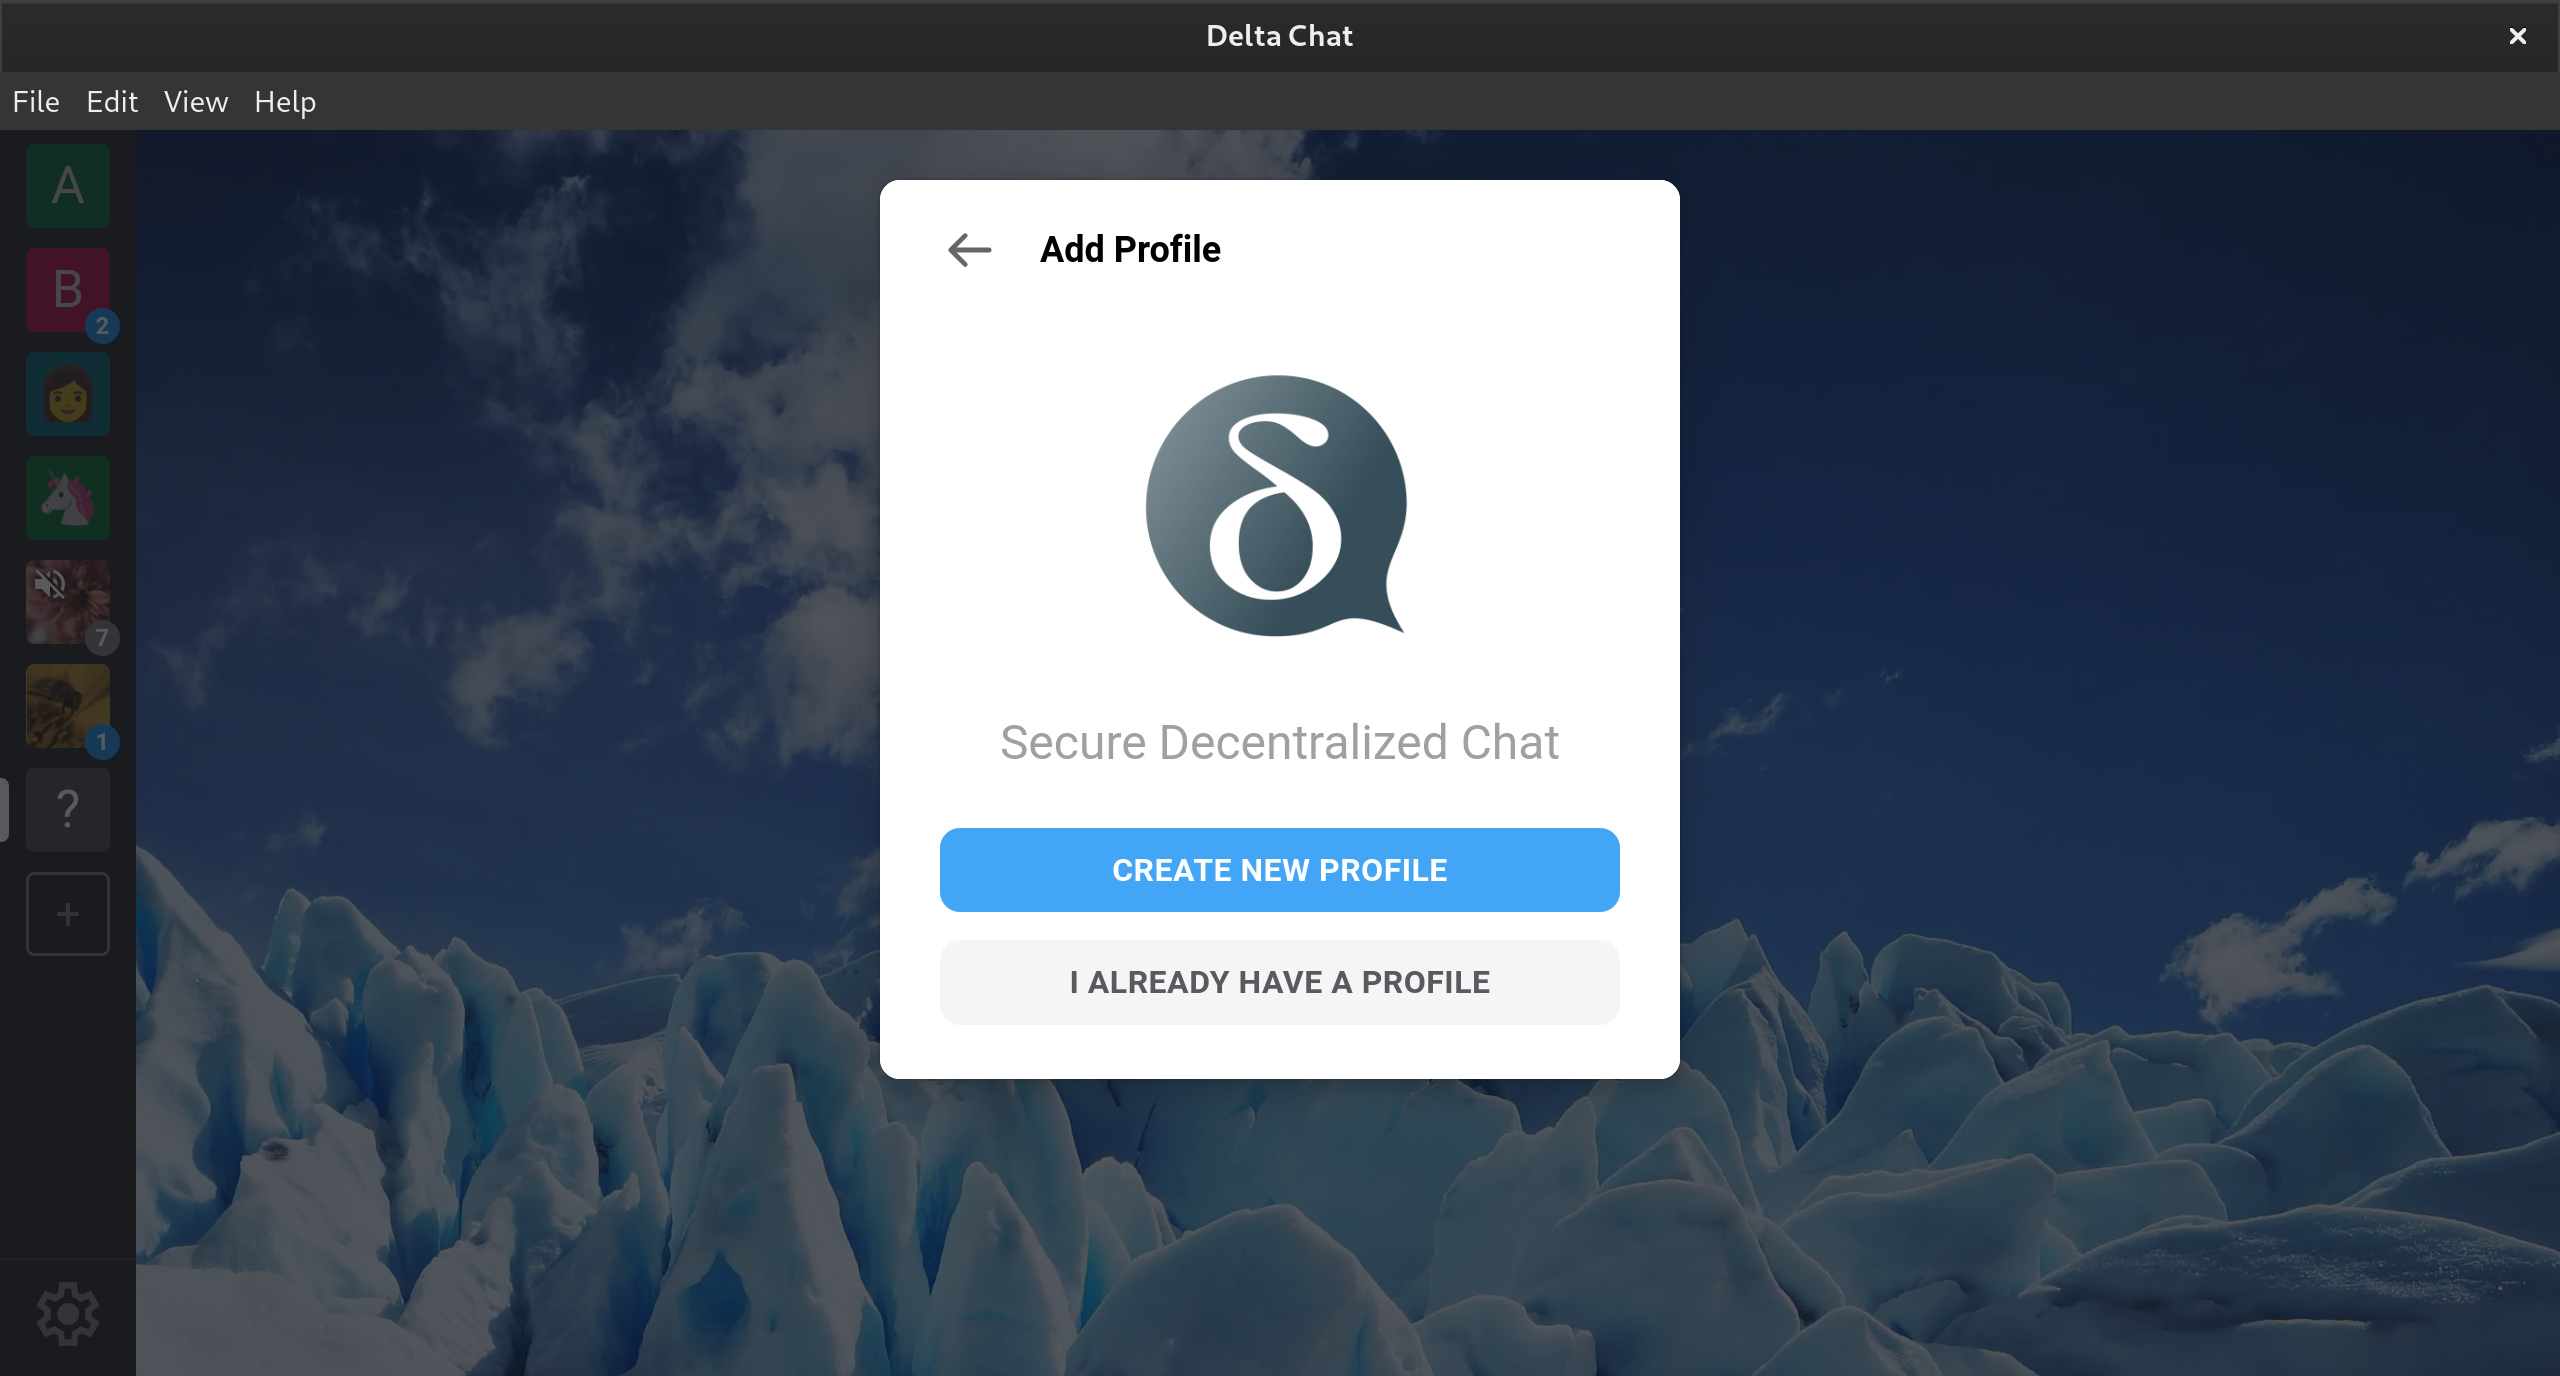 Delta Chat
File Edit View Help
A
B
2
7
1
?
+
Add Profile
δ
Secure Decentralized Chat
CREATE NEW PROFILE
I ALREADY HAVE A PROFILE